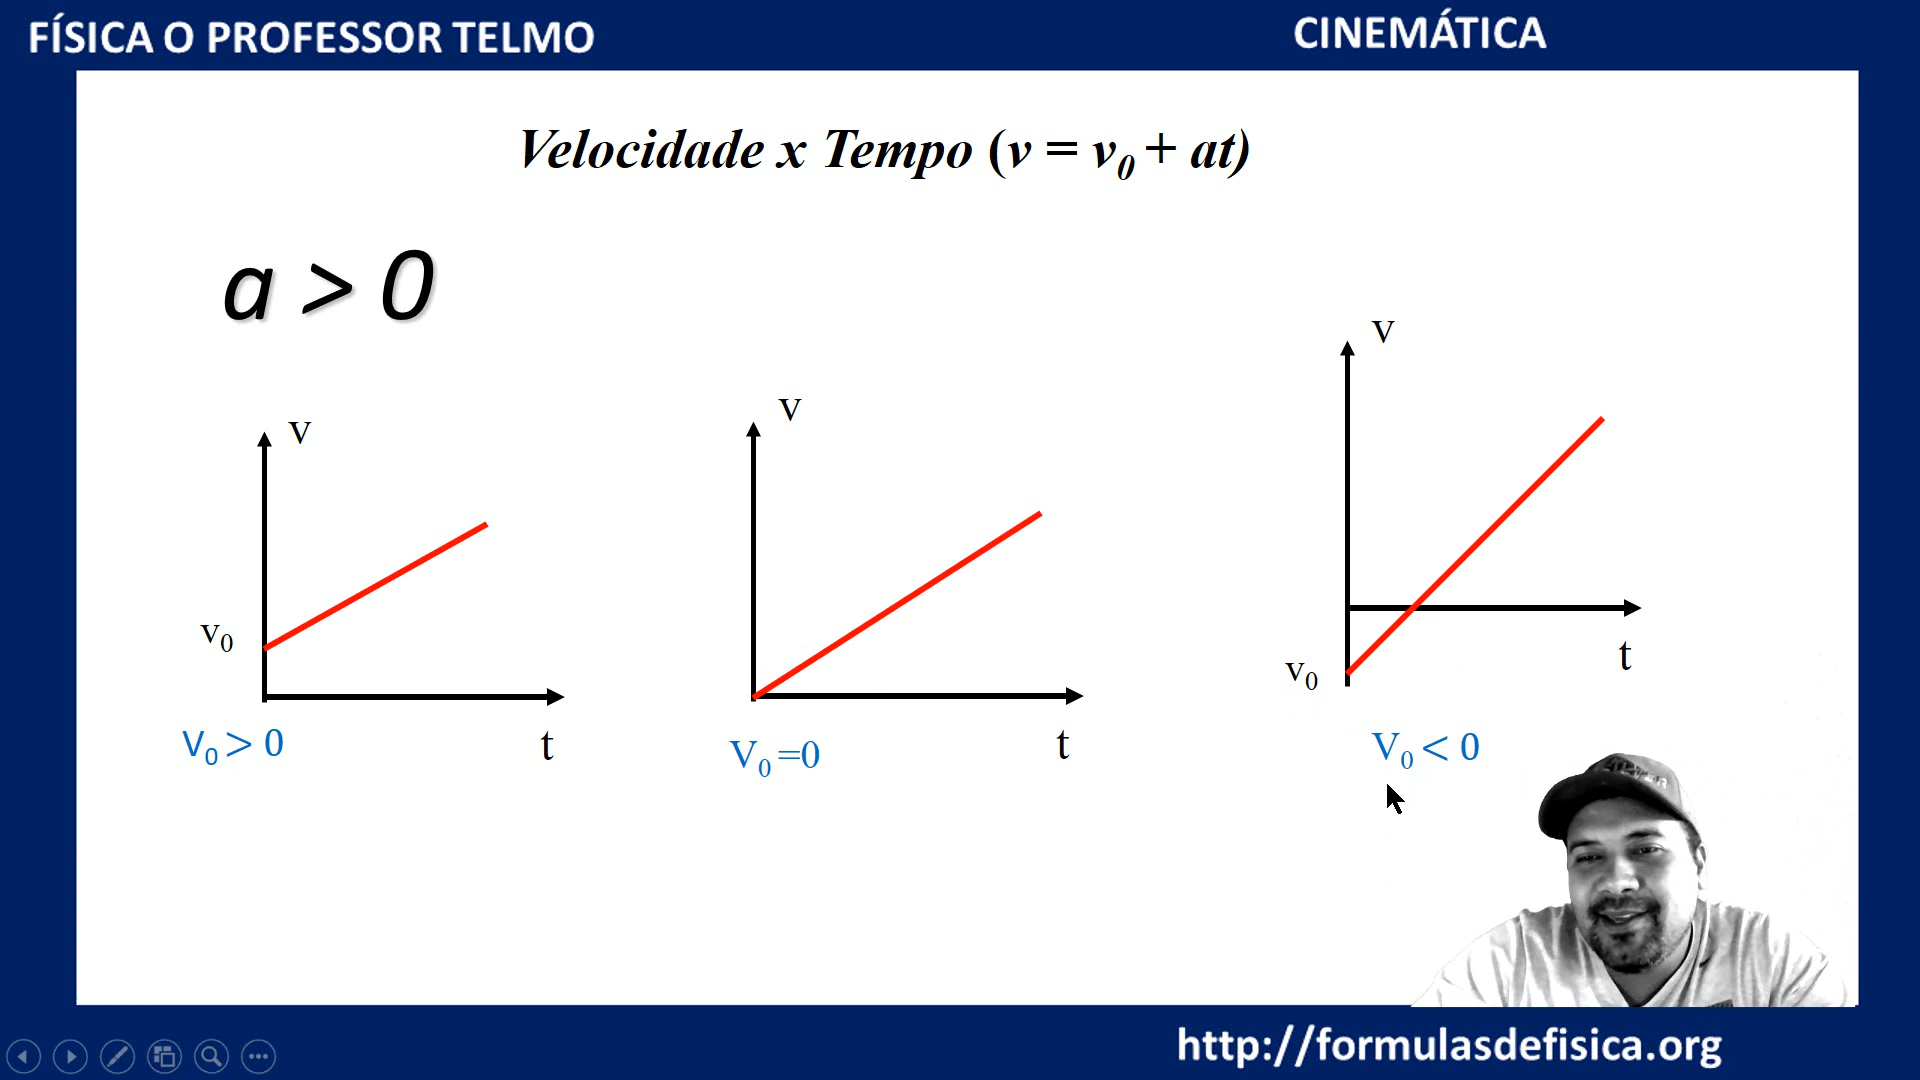 FÍSICA O PROFESSOR TELMO
CINEMÁTICA
Velocidade x Tempo (v = v₀ + at)
a > 0
v
v₀
t
V₀ > 0
v
t
V₀ =0
v
v₀
t
V₀ < 0
http://formulasdefisica.org